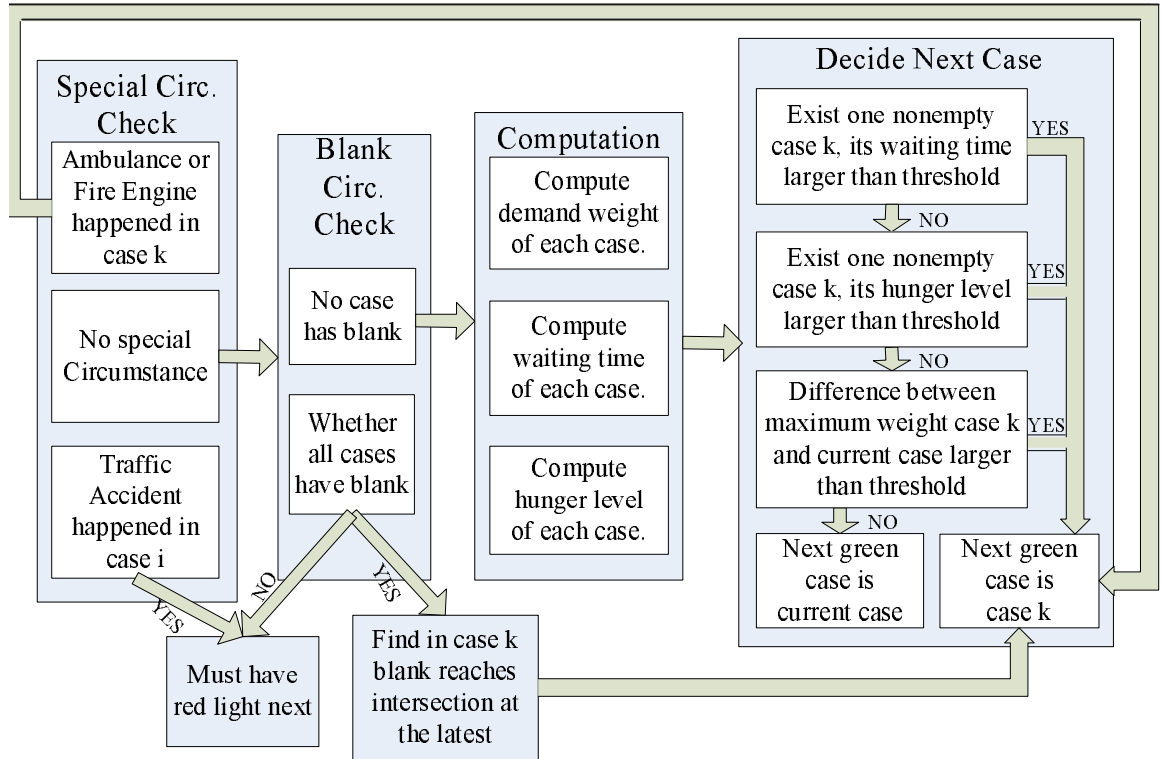 Special Circ.
Check
Ambulance or
Fire Engine
happened in
case k
No special
Circumstance
Traffic
Accident
happened in
case i
YES
Must have
red light next
Blank
Circ.
Check
No case
has blank
Whether
all cases
have blank
NO
YES
Find in case k
blank reaches
intersection at
the latest
Computation
Compute
demand weight
of each case.
Compute
waiting time
of each case.
Compute
hunger level
of each case.
Decide Next Case
Exist one nonempty
case k, its waiting time
larger than threshold
YES
NO
Exist one nonempty
case k, its hunger level
larger than threshold
YES
NO
Difference between
maximum weight case k
and current case larger
than threshold
YES
NO
Next green
case is
current case
Next green
case is
case k